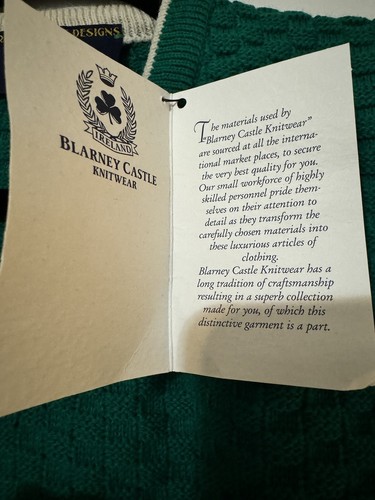 DESIGNS
IRELAND
BLARNEY CASTLE
KNITWEAR
The materials used by
"Blarney Castle Knitwear"
are sourced at all the interna-
tional market places, to secure
the very best quality for you.
Our small workforce of highly
skilled personnel pride them-
selves on their attention to
detail as they transform the
carefully chosen materials into
these luxurious articles of
clothing.
Blarney Castle Knitwear has a
long tradition of craftsmanship
resulting in a superb collection
made for you, of which this
distinctive garment is a part.